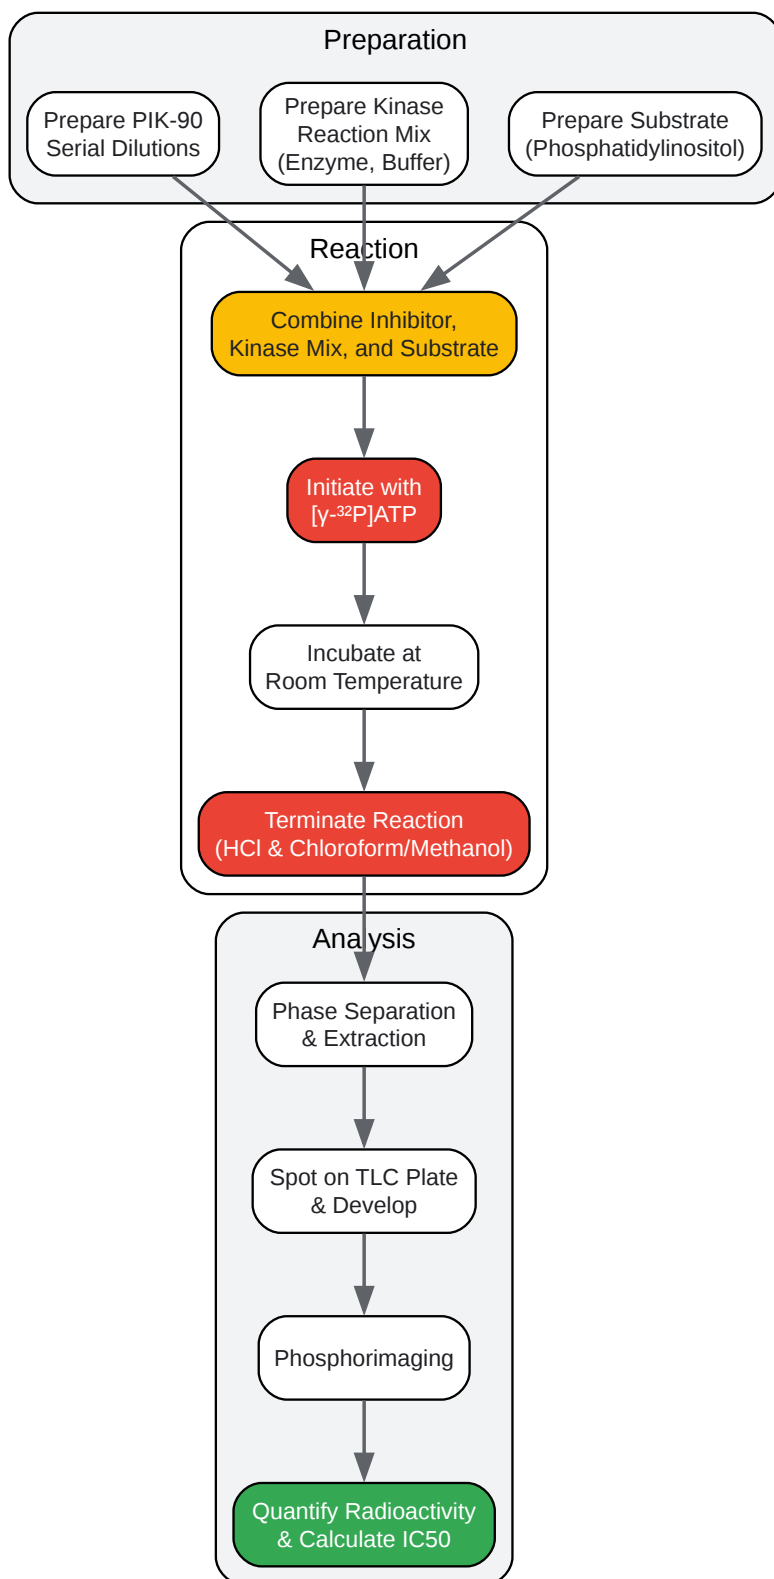 Preparation
Prepare PIK-90
Serial Dilutions
Prepare Kinase
Reaction Mix
(Enzyme, Buffer)
Prepare Substrate
(Phosphatidylinositol)
Reaction
Combine Inhibitor,
Kinase Mix, and Substrate
Initiate with
[γ-³²P]ATP
Incubate at
Room Temperature
Terminate Reaction
(HCl & Chloroform/Methanol)
Analysis
Phase Separation
& Extraction
Spot on TLC Plate
& Develop
Phosphorimaging
Quantify Radioactivity
& Calculate IC50